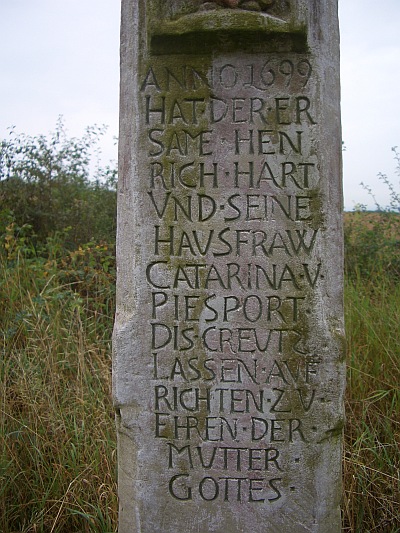 ANNO 1699
HAT·DER·ER
SAME·HEN
RICH·HART
VND·SEINE
HAUSFRAW
CATARINA·V·
PIESPORT
DIS·CREUTZ
LASSEN·AUF
RICHTEN·ZU·
EHREN·DER·
MUTTER·
GOTTES·